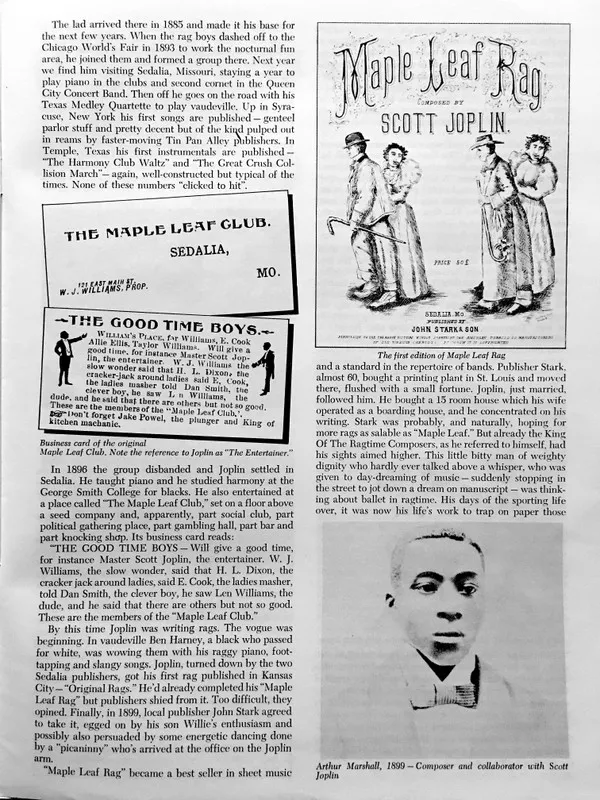 The lad arrived there in 1885 and made it his base for
the next few years. When the rag boys dashed off to the
Chicago World's Fair in 1893 to work the nocturnal fun
area, he joined them and formed a group there. Next year
we find him visiting Sedalia, Missouri, staying a year to
play piano in the clubs and second cornet in the Queen
City Concert Band. Then off he goes on the road with his
Texas Medley Quartette to play vaudeville. Up in Syra-
cuse, New York his first songs are published — genteel
parlor stuff and pretty decent but of the kind pulped out
in reams by faster-moving Tin Pan Alley publishers. In
Temple, Texas his first instrumentals are published —
"The Harmony Club Waltz" and "The Great Crush Col-
lision March" — again, well-constructed but typical of the
times. None of these numbers "clicked to hit".
THE MAPLE LEAF CLUB.
SEDALIA,
MO.
121 EAST MAIN ST.
W. J. WILLIAMS, PROP.
THE GOOD TIME BOYS.
WILLIAM'S PLACE, for Williams, E. Cook,
Allie Ellis, Taylor Williams. Will give a
good time, for instance Master Scott Jop-
lin, the entertainer. W. J. Williams the
slow wonder said that H. L. Dixon, the
cracker-jack around ladies said E. Cook,
the ladies masher told Dan Smith, the
clever boy, he saw L n Williams, the
dude, and he said that there are others but not so good.
These are the members of the "Maple Leaf Club,"
Don't forget Jake Powel, the plunger and King of
kitchen machanic.
Business card of the original
Maple Leaf Club. Note the reference to Joplin as "The Entertainer."
In 1896 the group disbanded and Joplin settled in
Sedalia. He taught piano and he studied harmony at the
George Smith College for blacks. He also entertained at
a place called "The Maple Leaf Club," set on a floor above
a seed company and, apparently, part social club, part
political gathering place, part gambling hall, part bar and
part knocking shop. Its business card reads:
"THE GOOD TIME BOYS — Will give a good time,
for instance Master Scott Joplin, the entertainer. W. J.
Williams, the slow wonder, said that H. L. Dixon, the
cracker jack around ladies, said E. Cook, the ladies masher,
told Dan Smith, the clever boy, he saw Len Williams, the
dude, and he said that there are others but not so good.
These are the members of the "Maple Leaf Club."
By this time Joplin was writing rags. The vogue was
beginning. In vaudeville Ben Harney, a black who passed
for white, was wowing them with his raggy piano, foot-
tapping and slangy songs. Joplin, turned down by the two
Sedalia publishers, got his first rag published in Kansas
City — "Original Rags." He'd already completed his "Maple
Leaf Rag" but publishers shied from it. Too difficult, they
opined. Finally, in 1899, local publisher John Stark agreed
to take it, egged on by his son Willie's enthusiasm and
possibly also persuaded by some energetic dancing done
by a "picaninny" who's arrived at the office on the Joplin
arm.
"Maple Leaf Rag" became a best seller in sheet music
Maple Leaf Rag
COMPOSED BY
SCOTT JOPLIN.
PRICE 50¢
SEDALIA, MO.
PUBLISHED BY
JOHN STARK & SON
The first edition of Maple Leaf Rag
and a standard in the repertoire of bands. Publisher Stark,
almost 60, bought a printing plant in St. Louis and moved
there, flushed with a small fortune. Joplin, just married,
followed him. He bought a 15 room house which his wife
operated as a boarding house, and he concentrated on his
writing. Stark was probably, and naturally, hoping for
more rags as salable as "Maple Leaf." But already the King
Of The Ragtime Composers, as he referred to himself, had
his sights aimed higher. This little bitty man of weighty
dignity who hardly ever talked above a whisper, who was
given to day-dreaming of music — suddenly stopping in
the street to jot down a dream on manuscript — was think-
ing about ballet in ragtime. His days of the sporting life
over, it was now his life's work to trap on paper those
Arthur Marshall, 1899 — Composer and collaborator with Scott
Joplin